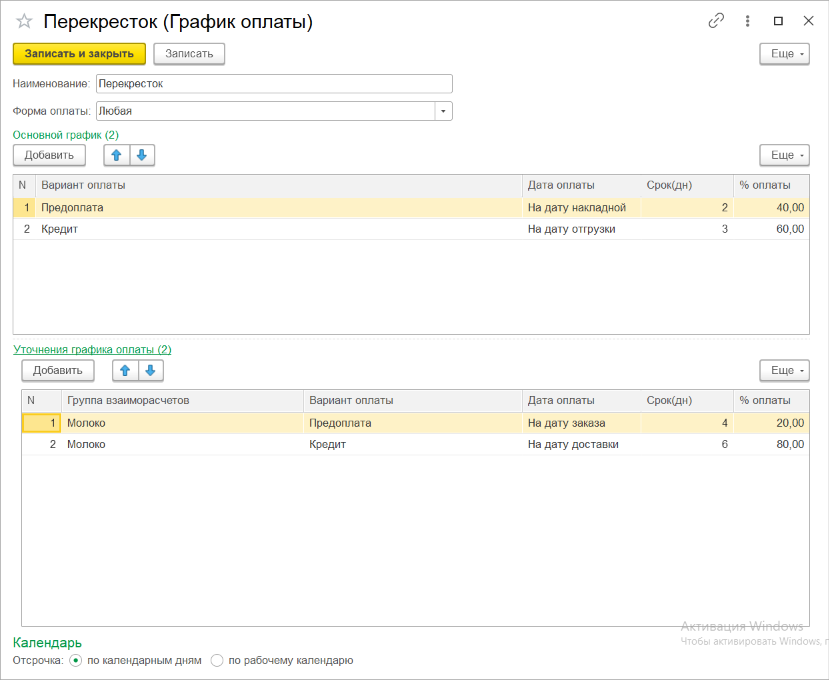 Перекресток (График оплаты)
Записать и закрыть Записать Еще
Наименование: Перекресток
Форма оплаты: Любая
Основной график (2)
Добавить Еще
N Вариант оплаты Дата оплаты Срок(дн) % оплаты
1 Предоплата На дату накладной 2 40,00
2 Кредит На дату отгрузки 3 60,00
Уточнения графика оплаты (2)
Добавить Еще
N Группа взаиморасчетов Вариант оплаты Дата оплаты Срок(дн) % оплаты
1 Молоко Предоплата На дату заказа 4 20,00
2 Молоко Кредит На дату доставки 6 80,00
Активация Windows
Чтобы активировать Windows, п
Календарь
Отсрочка: по календарным дням по рабочему календарю